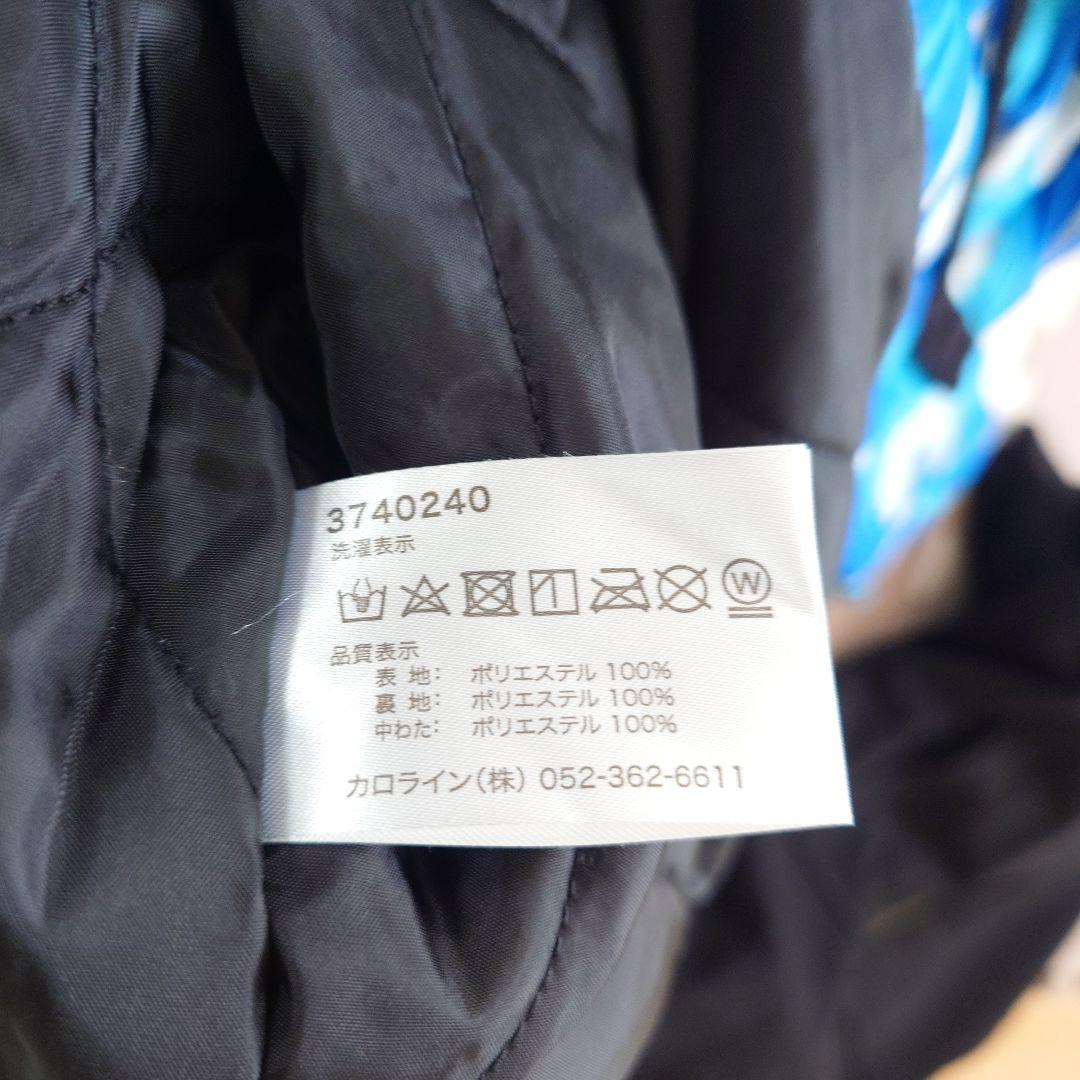 3740240
洗濯表示
W
品質表示
表 地: ポリエステル 100%
裏 地: ポリエステル 100%
中わた: ポリエステル 100%
カロライン(株) 052-362-6611